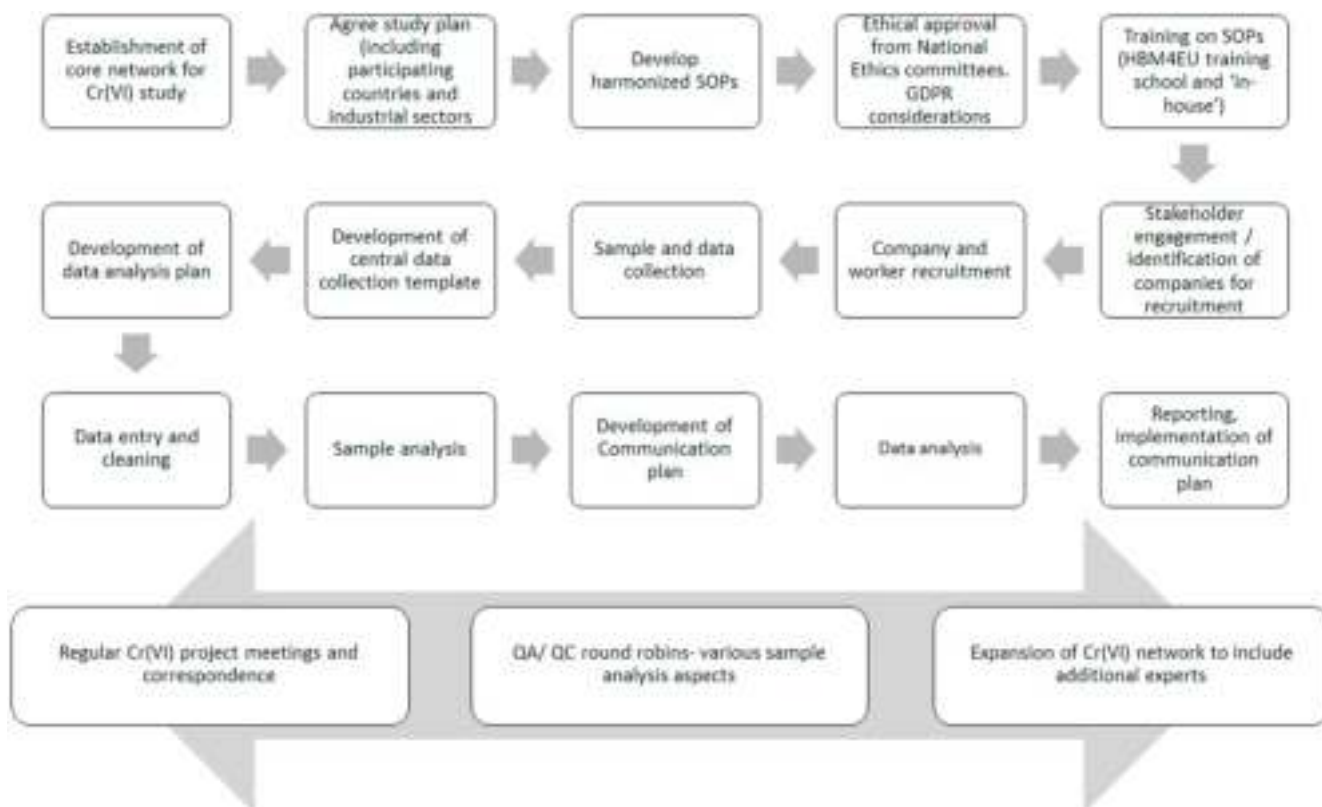 Establishment of
core network for
Cr(VI) study
Agree study plan
(including
participating
countries and
industrial sectors
Develop
harmonized SOPs
Ethical approval
from National
Ethics committees.
GDPR
considerations
Training on SOPs
(HBM4EU training
school and 'in-
house')
Stakeholder
engagement /
identification of
companies for
recruitment
Company and
worker recruitment
Sample and data
collection
Development of
central data
collection template
Development of
data analysis plan
Data entry and
cleaning
Sample analysis
Development of
Communication
plan
Data analysis
Reporting,
implementation of
communication
plan
Regular Cr(VI) project meetings and
correspondence
QA/ QC round robins- various sample
analysis aspects
Expansion of Cr(VI) network to include
additional experts